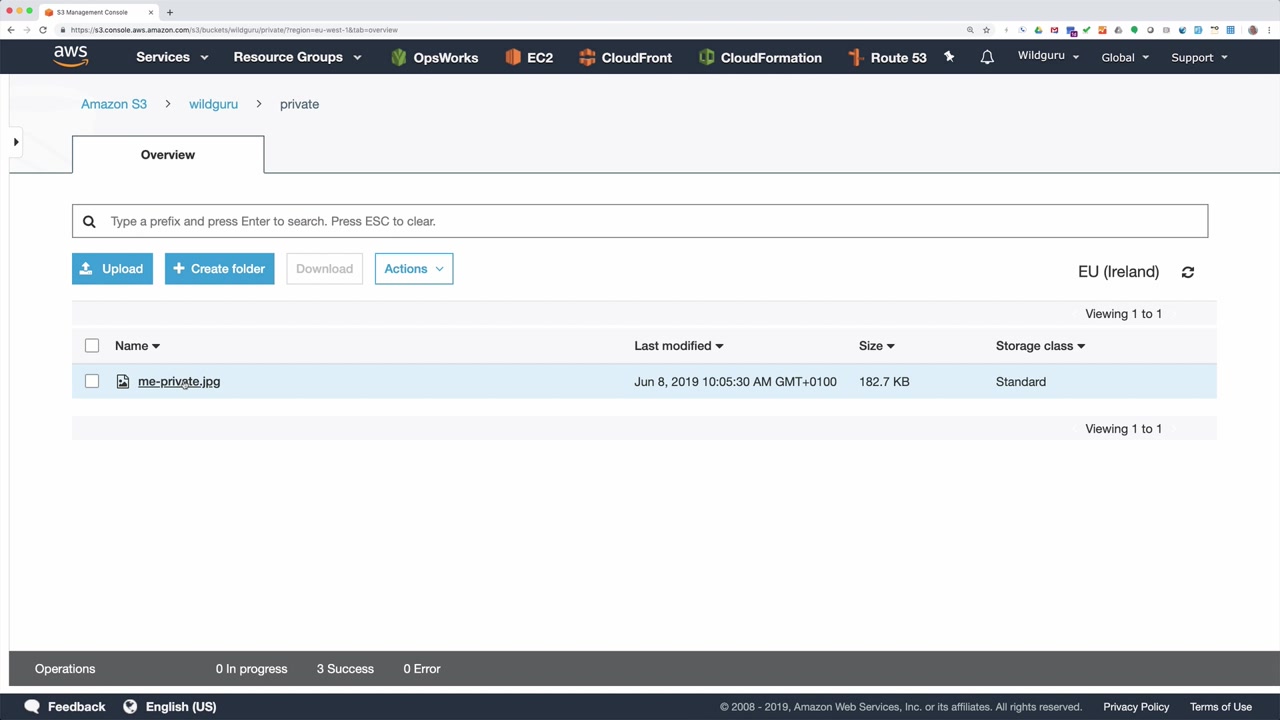 S3 Management Console
https://s3.console.aws.amazon.com/s3/buckets/wildguru/private/?region=eu-west-1&tab=overview
aws Services Resource Groups OpsWorks EC2 CloudFront CloudFormation Route 53 Wildguru Global Support
Amazon S3 > wildguru > private
Overview
Type a prefix and press Enter to search. Press ESC to clear.
Upload + Create folder Download Actions EU (Ireland)
Viewing 1 to 1
Name Last modified Size Storage class
me-private.jpg Jun 8, 2019 10:05:30 AM GMT+0100 182.7 KB Standard
Viewing 1 to 1
Operations 0 In progress 3 Success 0 Error
Feedback English (US) © 2008 - 2019, Amazon Web Services, Inc. or its affiliates. All rights reserved. Privacy Policy Terms of Use